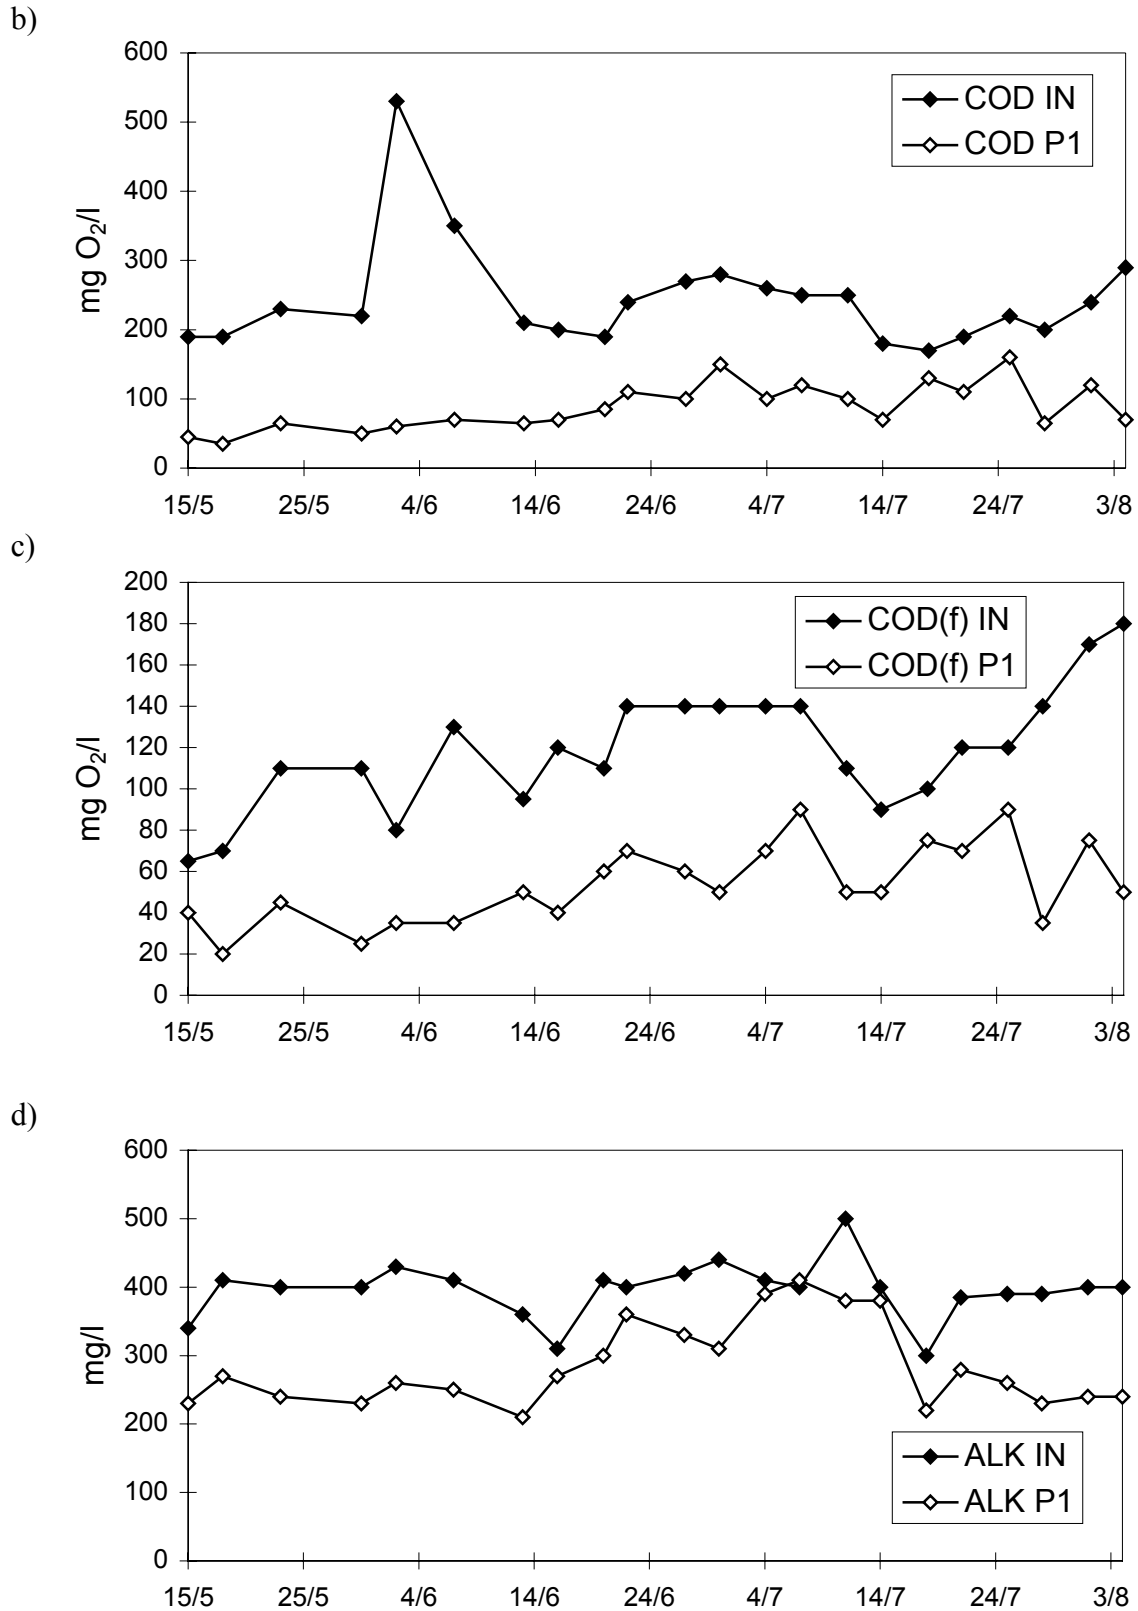 b)
600
500
400
300
200
100
0
mg O₂/l
COD IN
COD P1
15/5 25/5 4/6 14/6 24/6 4/7 14/7 24/7 3/8
c)
200
180
160
140
120
100
80
60
40
20
0
mg O₂/l
COD(f) IN
COD(f) P1
15/5 25/5 4/6 14/6 24/6 4/7 14/7 24/7 3/8
d)
600
500
400
300
200
100
0
mg/l
ALK IN
ALK P1
15/5 25/5 4/6 14/6 24/6 4/7 14/7 24/7 3/8